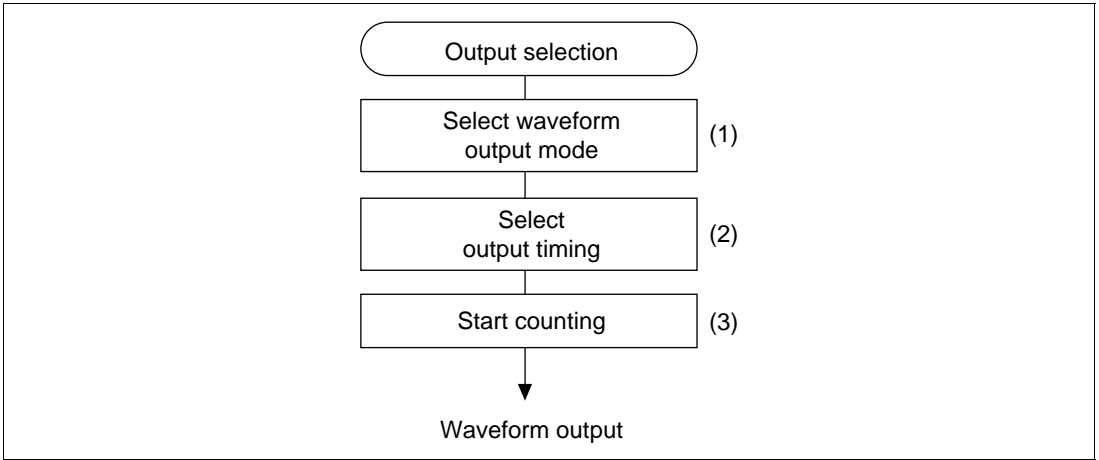 Output selection
Select waveform
output mode
(1)
Select
output timing
(2)
Start counting
(3)
Waveform output